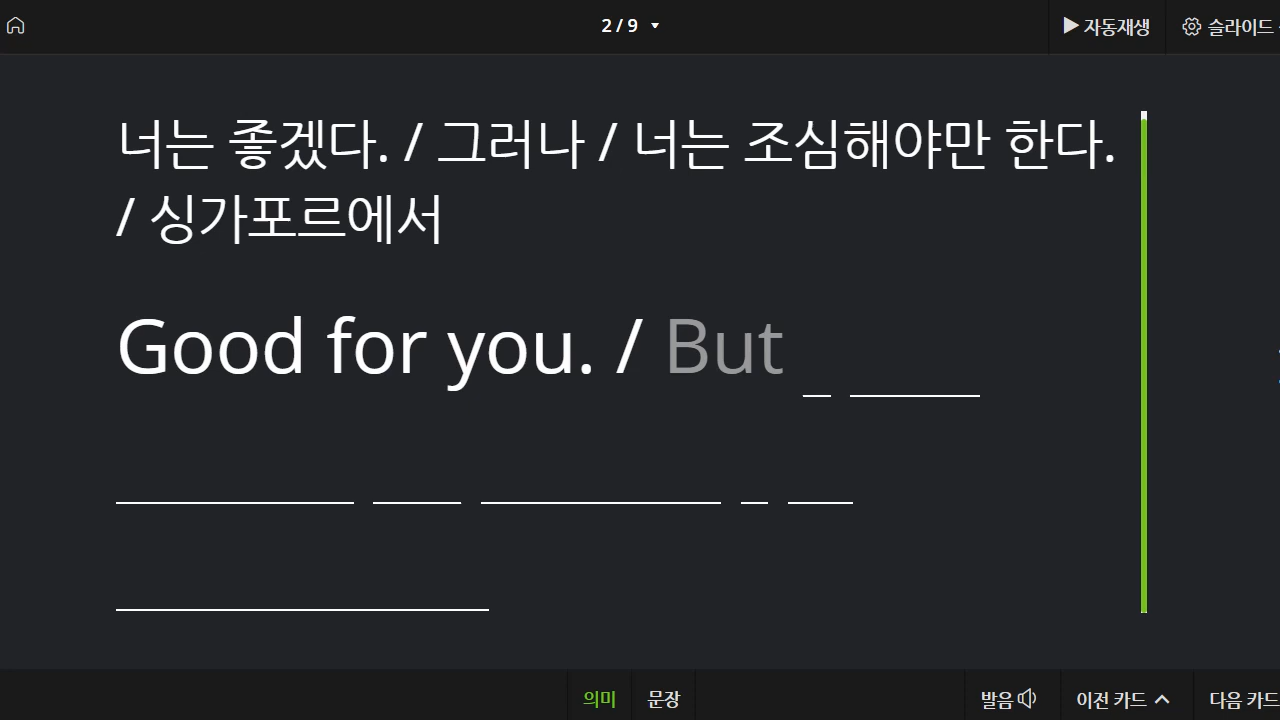 2 / 9
자동재생
슬라이드
너는 좋겠다. / 그러나 / 너는 조심해야만 한다.
/ 싱가포르에서
Good for you. / But
의미
문장
발음
이전 카드
다음 카드